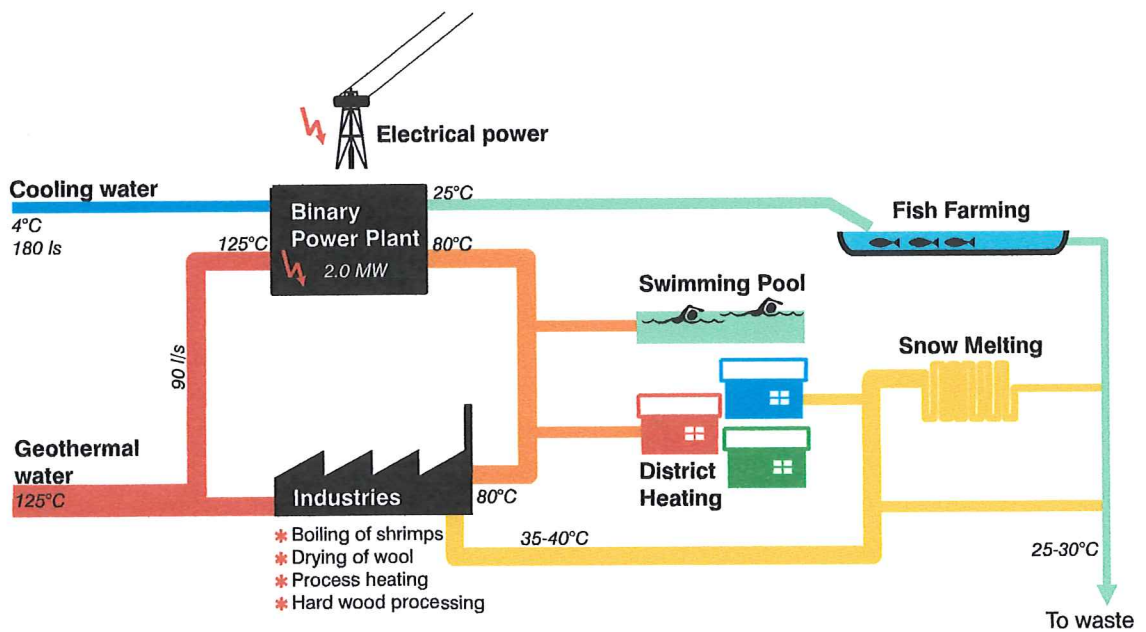 Electrical power
Cooling water
4°C
180 ls
25°C
Binary
Power Plant
2.0 MW
125°C
80°C
Fish Farming
Swimming Pool
Snow Melting
90 l/s
Geothermal
water
125°C
Industries
80°C
District
Heating
* Boiling of shrimps
* Drying of wool
* Process heating
* Hard wood processing
35-40°C
25-30°C
To waste